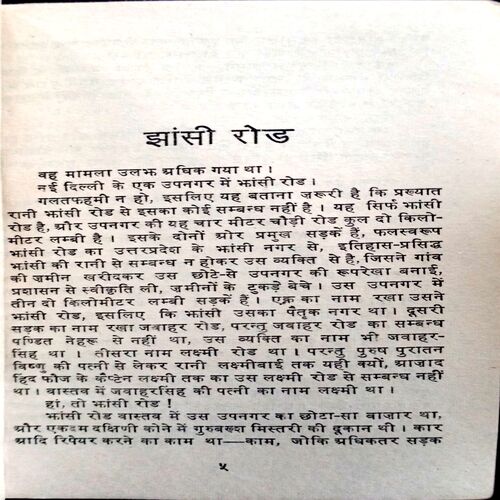 झांसी रोड
वह मामला उलझ अधिक गया था ।
नई दिल्ली के एक उपनगर में झांसी रोड ।
गलतफहमी न हो, इसलिए यह बताना ज़रूरी है कि प्रख्यात
रानी झांसी रोड से इसका कोई सम्बन्ध नहीं है । यह सिर्फ झांसी
रोड है, और उपनगर की यह चार मीटर चौड़ी रोड कुल दो किलो-
मीटर लम्बी है । इसके दोनों ओर प्रमुख सड़कें हैं, फलस्वरूप
झांसी रोड का उत्तरप्रदेश के झांसी नगर से, इतिहास-प्रसिद्ध
झांसी की रानी से सम्बन्ध न होकर उस व्यक्ति से है, जिसने गांव
की ज़मीन खरीदकर उस छोटे-से उपनगर की रूपरेखा बनाई,
प्रशासन से स्वीकृति ली, ज़मीनों के टुकड़े बेचे । उस उपनगर में
तीन दो किलोमीटर लम्बी सड़कें हैं । एक का नाम रखा उसने
झांसी रोड, इसलिए कि झांसी उसका पैतृक नगर था । दूसरी
सड़क का नाम रखा जवाहर रोड, परन्तु जवाहर रोड का सम्बन्ध
पण्डित नेहरू से नहीं था, उस व्यक्ति का नाम भी जवाहर-
सिंह था । तीसरा नाम लक्ष्मी रोड था । परन्तु पुरुष पुरातन
विष्णु की पत्नी से लेकर रानी लक्ष्मीबाई तक यही क्यों, आज़ाद
हिंद फौज के कैप्टेन लक्ष्मी तक का उस लक्ष्मी रोड से सम्बन्ध नहीं
था । वास्तव में जवाहरसिंह की पत्नी का नाम लक्ष्मी था ।
हां, तो झांसी रोड !
झांसी रोड वास्तव में उस उपनगर का छोटा-सा बाज़ार था,
और एकदम दक्षिणी कोने में गुरुबख्श मिस्तरी की दूकान थी । कार
आदि रिपेयर करने का काम था—काम, जोकि अधिकतर सड़क
५